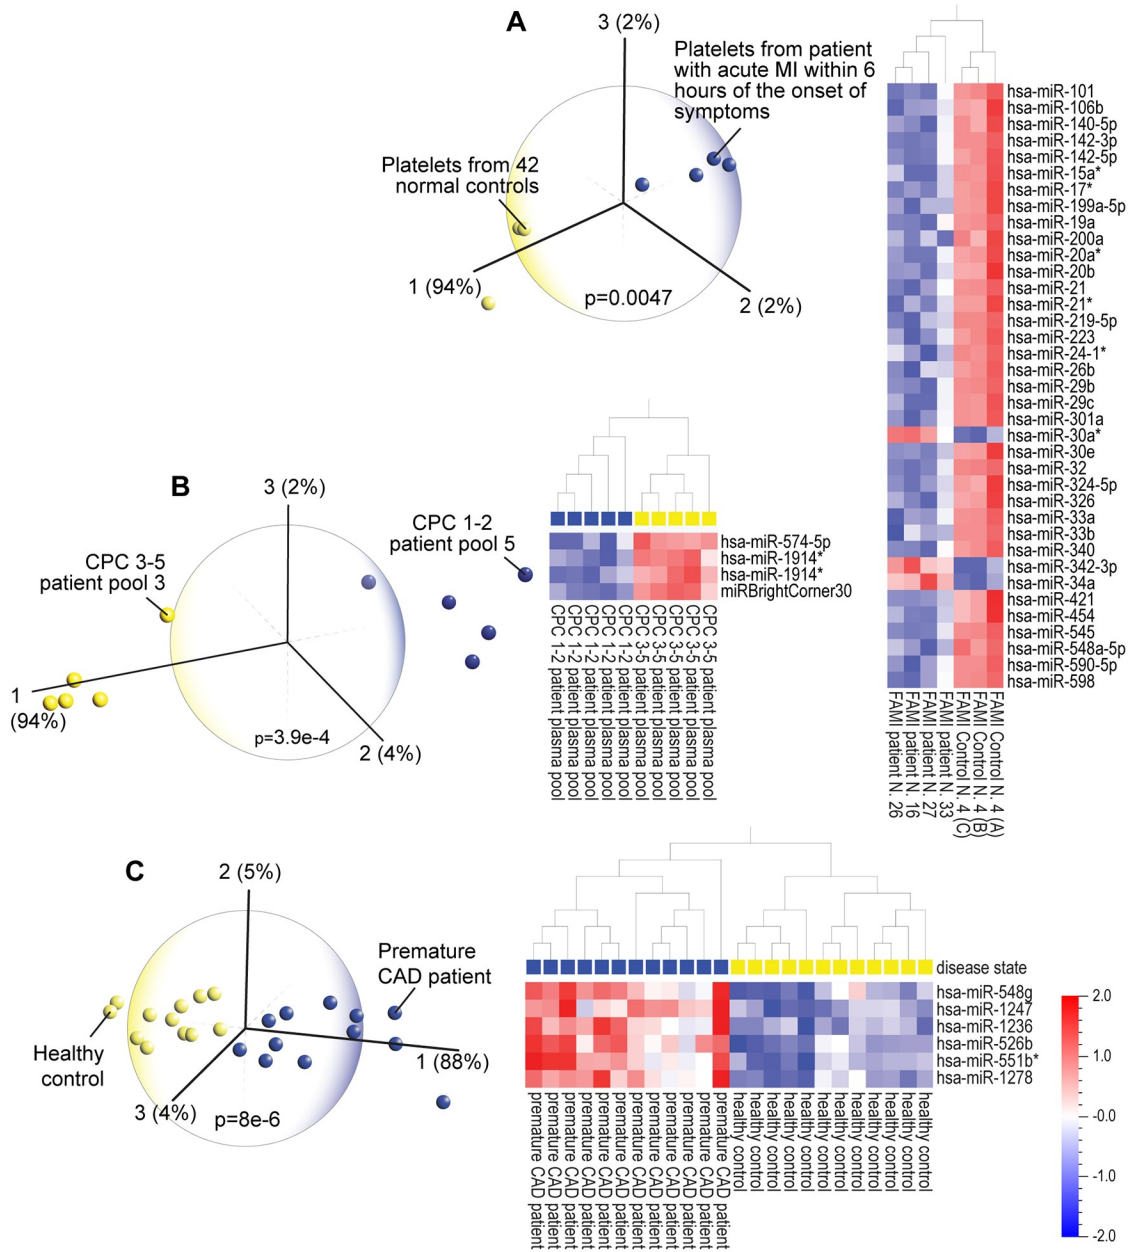 A
3 (2%)
Platelets from patient
with acute MI within 6
hours of the onset of
symptoms
Platelets from 42
normal controls
1 (94%)
p=0.0047
2 (2%)
hsa-miR-101
hsa-miR-106b
hsa-miR-140-5p
hsa-miR-142-3p
hsa-miR-142-5p
hsa-miR-15a*
hsa-miR-17*
hsa-miR-199a-5p
hsa-miR-19a
hsa-miR-200a
hsa-miR-20a*
hsa-miR-20b
hsa-miR-21
hsa-miR-21*
hsa-miR-219-5p
hsa-miR-223
hsa-miR-24-1*
hsa-miR-26b
hsa-miR-29b
hsa-miR-29c
hsa-miR-301a
hsa-miR-30a*
hsa-miR-30e
hsa-miR-32
hsa-miR-324-5p
hsa-miR-326
hsa-miR-33a
hsa-miR-33b
hsa-miR-340
hsa-miR-342-3p
hsa-miR-34a
hsa-miR-421
hsa-miR-454
hsa-miR-545
hsa-miR-548a-5p
hsa-miR-590-5p
hsa-miR-598
FAMI patient N. 26
FAMI patient N. 16
FAMI patient N. 27
FAMI patient N. 33
FAMI Control N. 4 (C)
FAMI Control N. 4 (B)
FAMI Control N. 4 (A)
B
3 (2%)
CPC 1-2
patient pool 5
CPC 3-5
patient pool 3
1
(94%)
p=3.9e-4
2 (4%)
hsa-miR-574-5p
hsa-miR-1914*
hsa-miR-1914*
miRBrightCorner30
CPC 1-2 patient plasma pool
CPC 1-2 patient plasma pool
CPC 1-2 patient plasma pool
CPC 1-2 patient plasma pool
CPC 1-2 patient plasma pool
CPC 3-5 patient plasma pool
CPC 3-5 patient plasma pool
CPC 3-5 patient plasma pool
CPC 3-5 patient plasma pool
CPC 3-5 patient plasma pool
C
2 (5%)
Premature
CAD patient
Healthy
control
1 (88%)
3 (4%)
p=8e-6
disease state
hsa-miR-548g
hsa-miR-1247
hsa-miR-1236
hsa-miR-526b
hsa-miR-551b*
hsa-miR-1278
premature CAD patient
premature CAD patient
premature CAD patient
premature CAD patient
premature CAD patient
premature CAD patient
premature CAD patient
premature CAD patient
premature CAD patient
premature CAD patient
premature CAD patient
premature CAD patient
healthy control
healthy control
healthy control
healthy control
healthy control
healthy control
healthy control
healthy control
healthy control
healthy control
healthy control
healthy control
2.0
1.0
-0.0
-1.0
-2.0